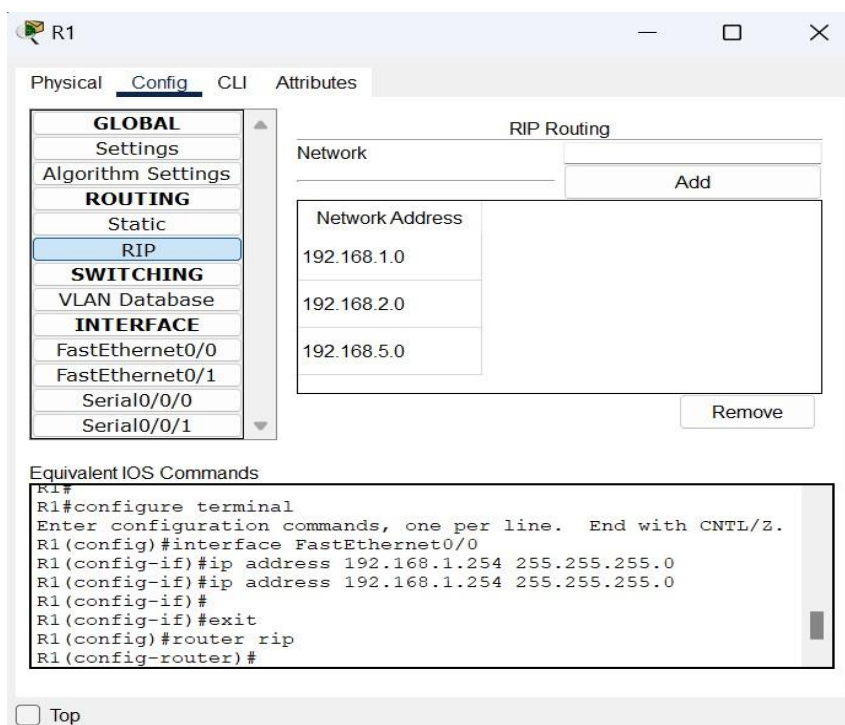 R1
Physical Config CLI Attributes
GLOBAL
Settings
Algorithm Settings
ROUTING
Static
RIP
SWITCHING
VLAN Database
INTERFACE
FastEthernet0/0
FastEthernet0/1
Serial0/0/0
Serial0/0/1
RIP Routing
Network
Add
Network Address
192.168.1.0
192.168.2.0
192.168.5.0
Remove
Equivalent IOS Commands
R1#
R1#configure terminal
Enter configuration commands, one per line. End with CNTL/Z.
R1(config)#interface FastEthernet0/0
R1(config-if)#ip address 192.168.1.254 255.255.255.0
R1(config-if)#ip address 192.168.1.254 255.255.255.0
R1(config-if)#
R1(config-if)#exit
R1(config)#router rip
R1(config-router)#
Top